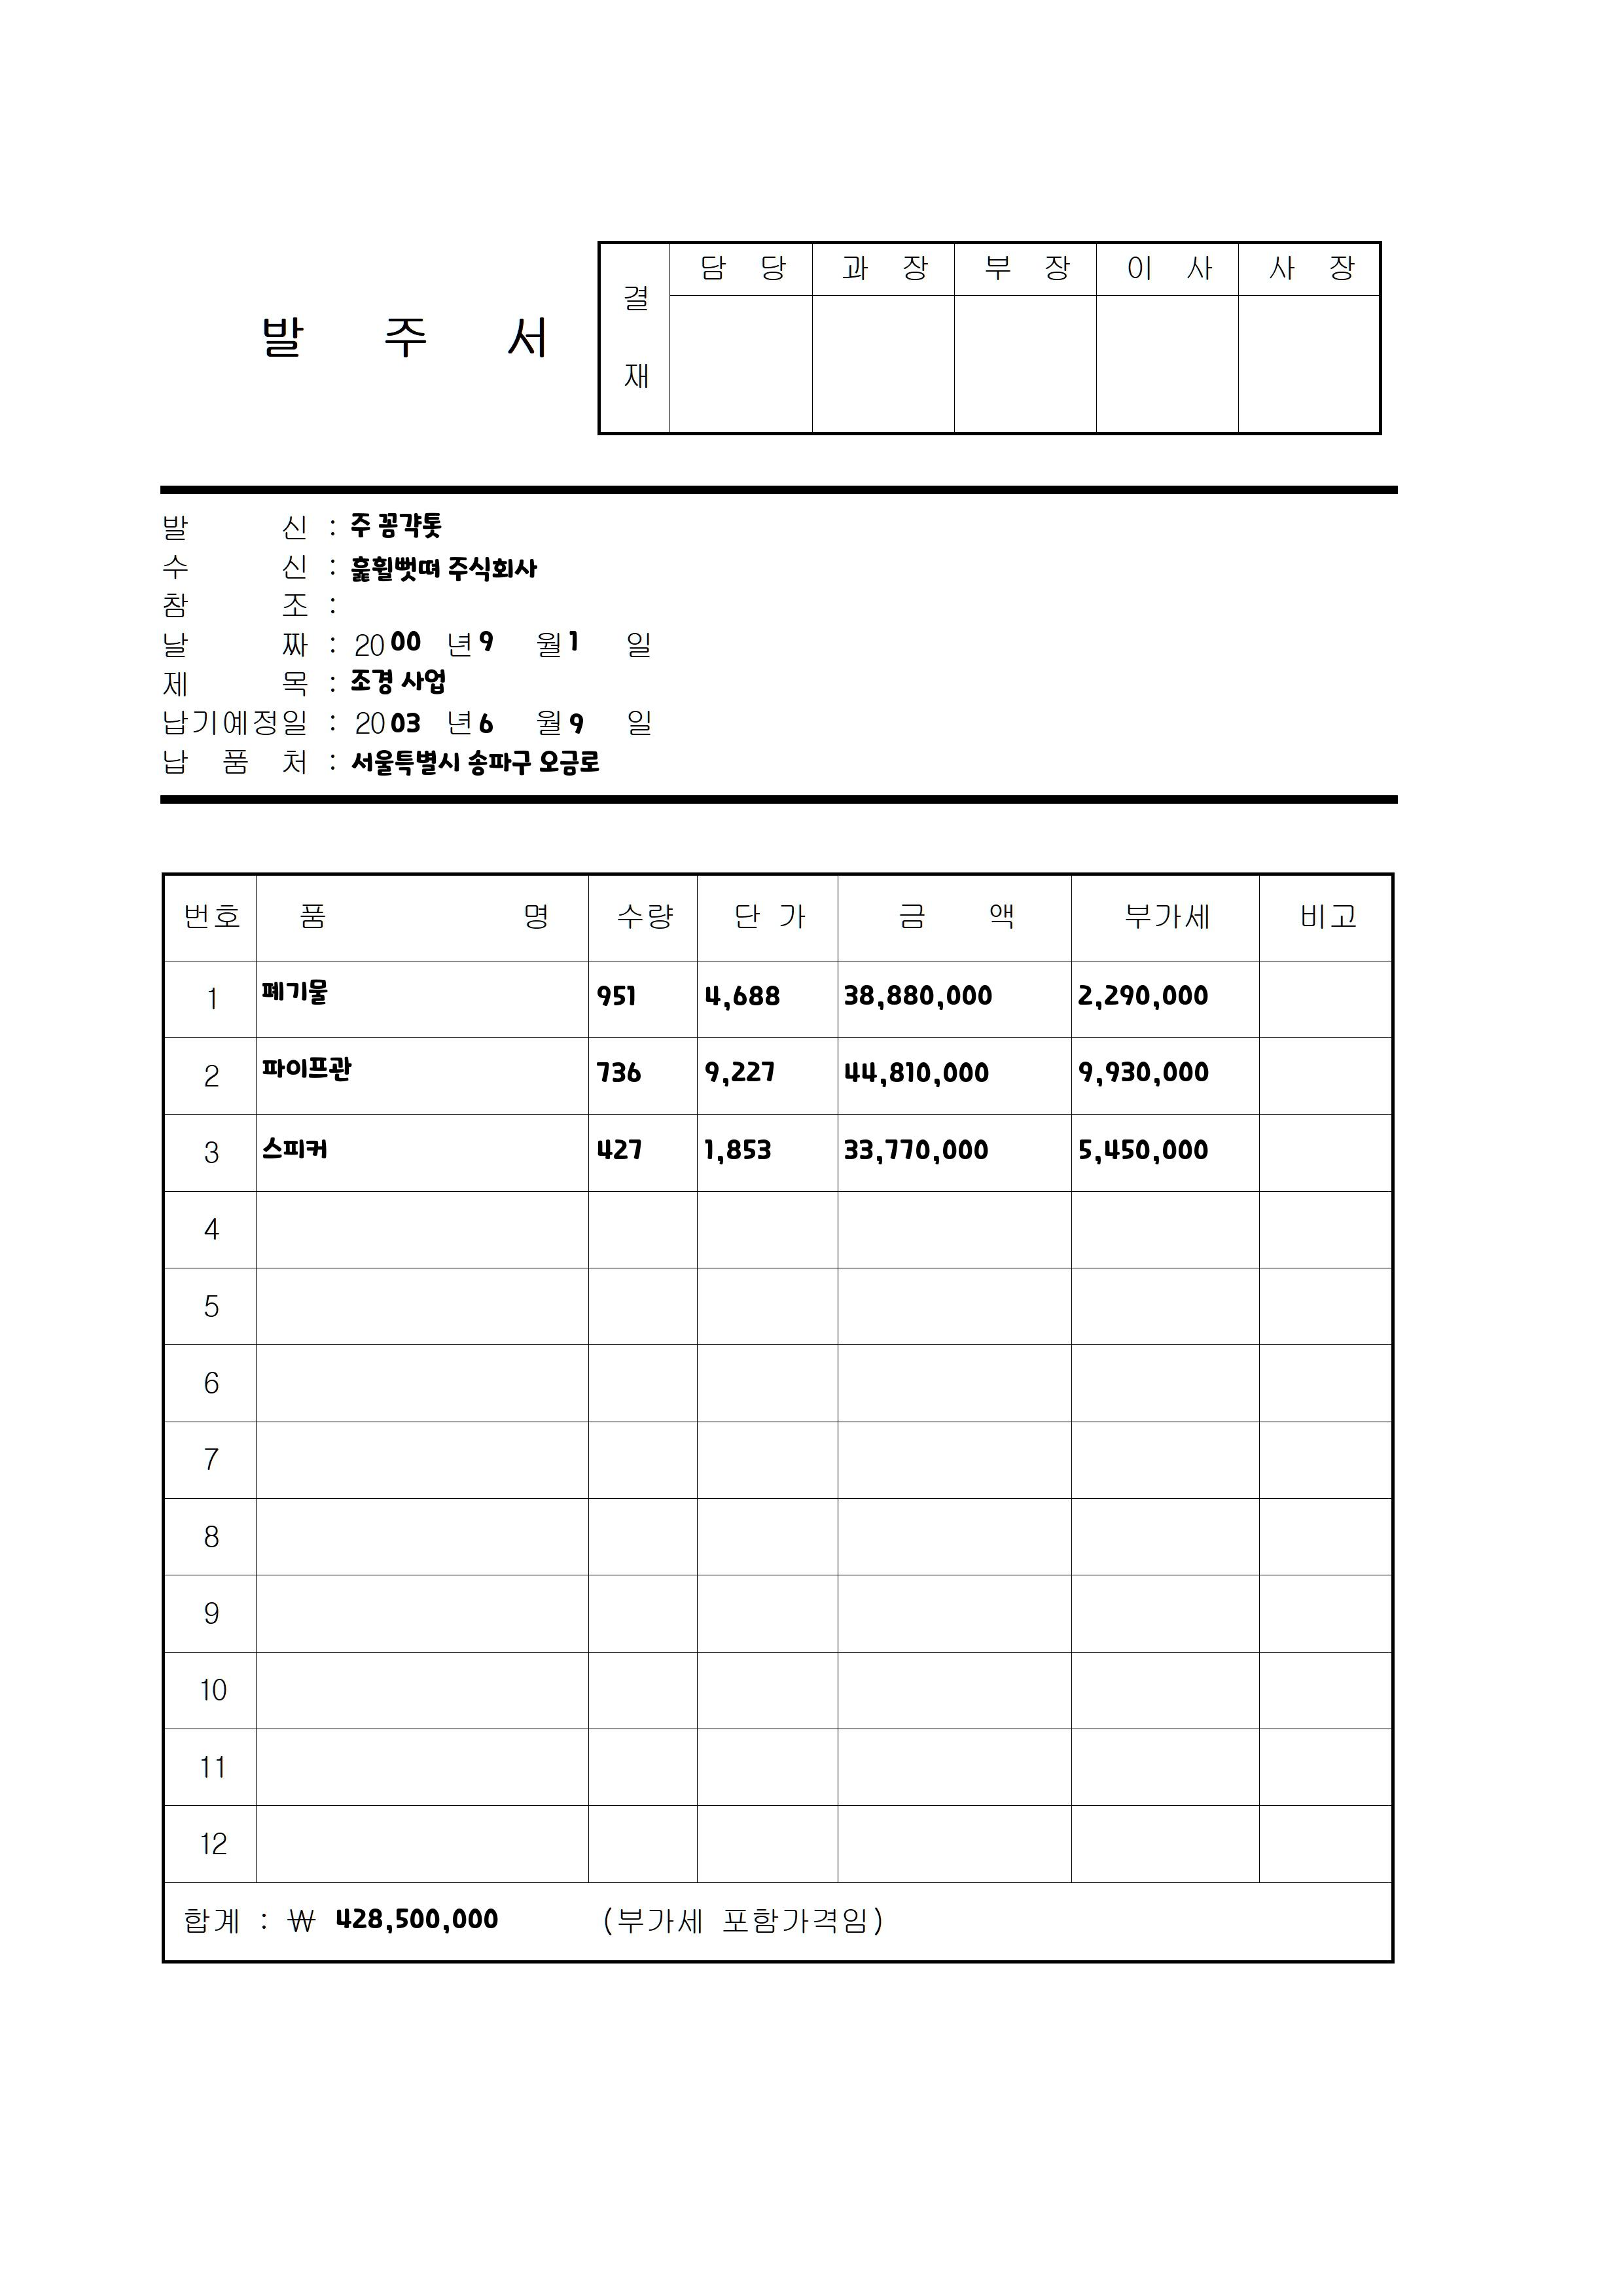 발 주 서
결 재
담 당 과 장 부 장 이 사 사 장
발 신 : 주 꼼갹톳
수 신 : 주식회사
참 조 :
날 짜 : 2000 년 9 월 1 일
제 목 : 조경 사업
납기예정일 : 2003 년 6 월 9 일
납 품 처 : 서울특별시 송파구 오금로
번호 품 명 수량 단 가 금 액 부가세 비고
1 폐기물 951 4,688 38,880,000 2,290,000
2 파이프관 736 9,227 44,810,000 9,930,000
3 스피커 427 1,853 33,770,000 5,450,000
4
5
6
7
8
9
10
11
12
합계 : ₩ 428,500,000 (부가세 포함가격임)